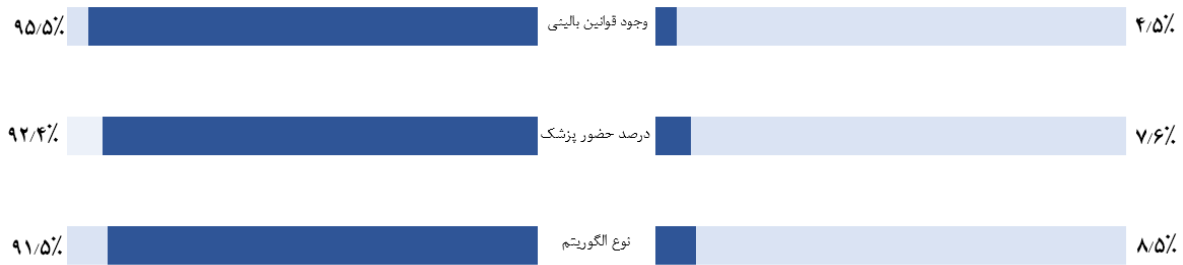 ۴٫۵٪ وجود قوانین بالینی ۹۵٫۵٪
۷٫۶٪ درصد حضور پزشک ۹۲٫۴٪
۸٫۵٪ نوع الگوریتم ۹۱٫۵٪